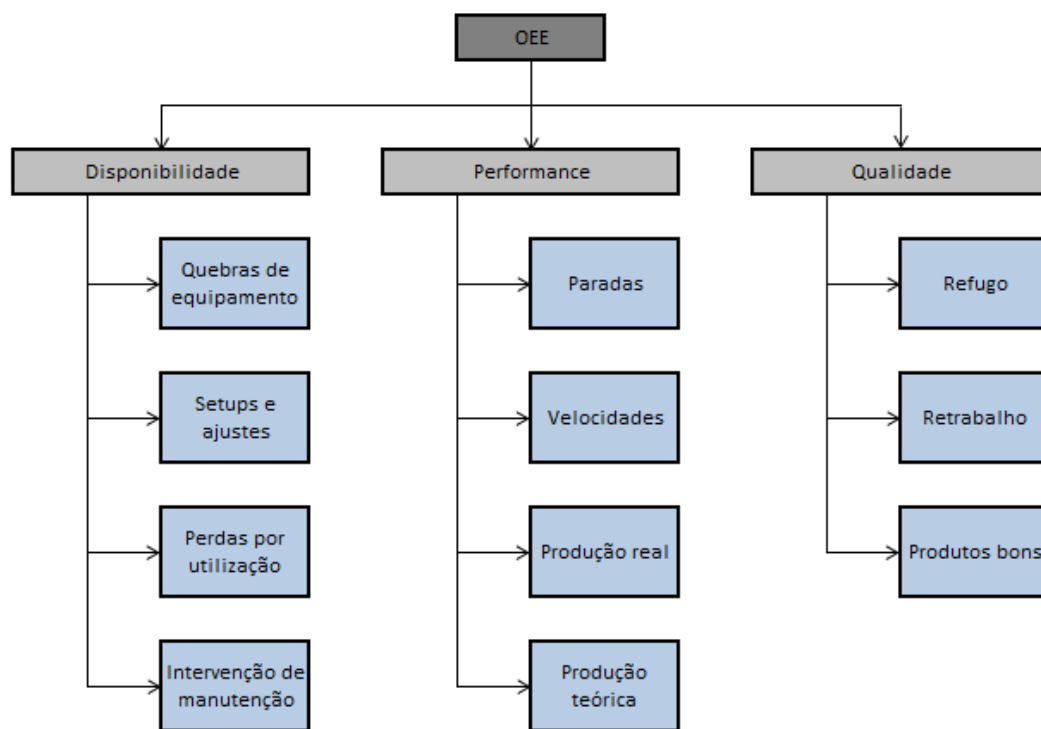 OEE
Disponibilidade
Performance
Qualidade
Quebras de
equipamento
Paradas
Refugo
Setups e
ajustes
Velocidades
Retrabalho
Perdas por
utilização
Produção real
Produtos bons
Intervenção de
manutenção
Produção
teórica